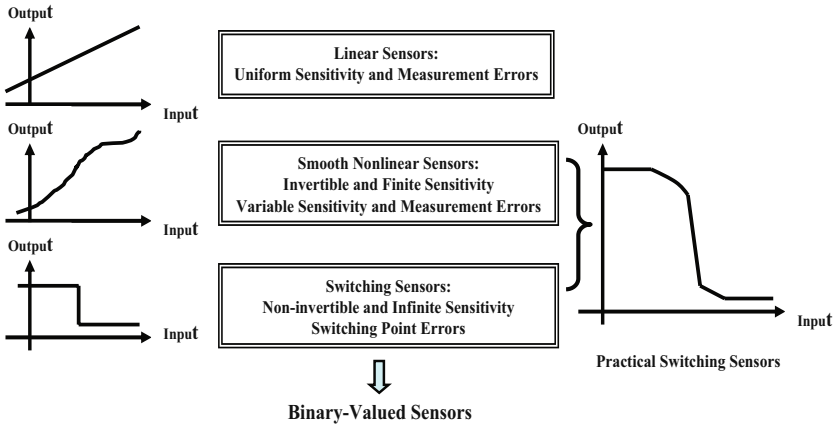 Output
Input
Linear Sensors:
Uniform Sensitivity and Measurement Errors
Output
Input
Smooth Nonlinear Sensors:
Invertible and Finite Sensitivity
Variable Sensitivity and Measurement Errors
Output
Input
Switching Sensors:
Non-invertible and Infinite Sensitivity
Switching Point Errors
Binary-Valued Sensors
Output
Input
Practical Switching Sensors